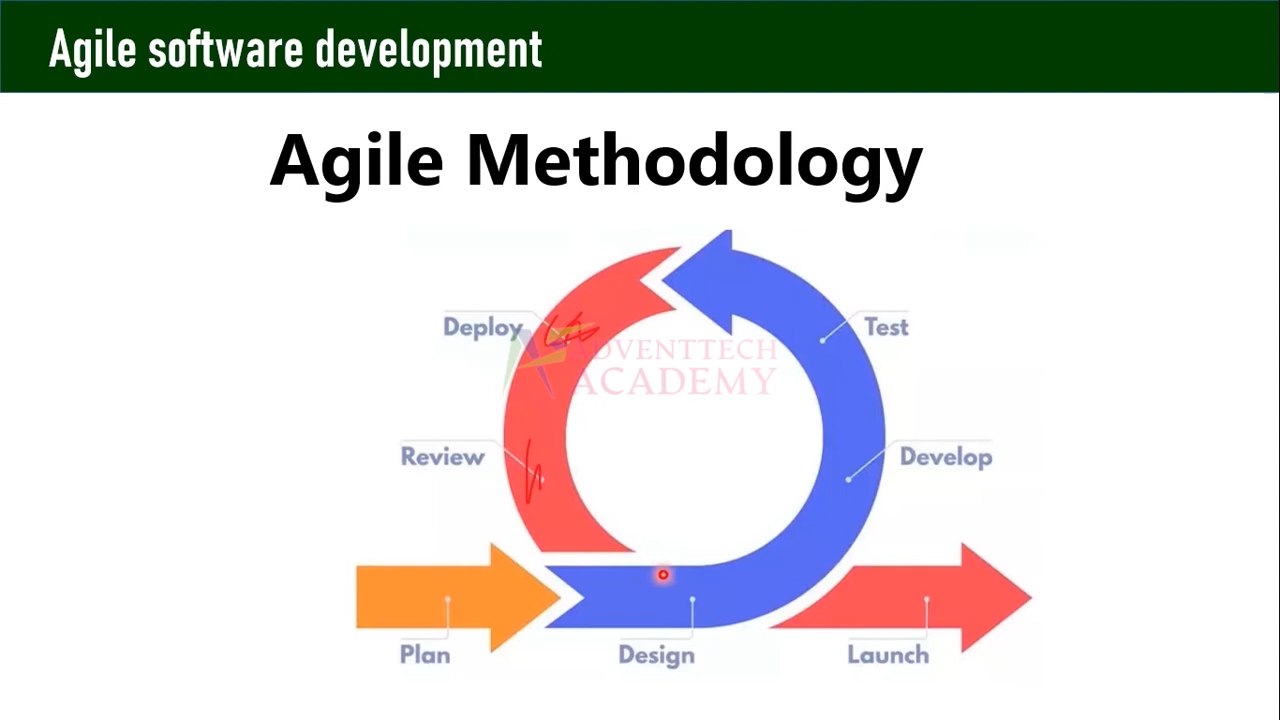 Agile software development
Agile Methodology
Deploy
Test
ADVENTTECH
ACADEMY
Review
Develop
Plan
Design
Launch